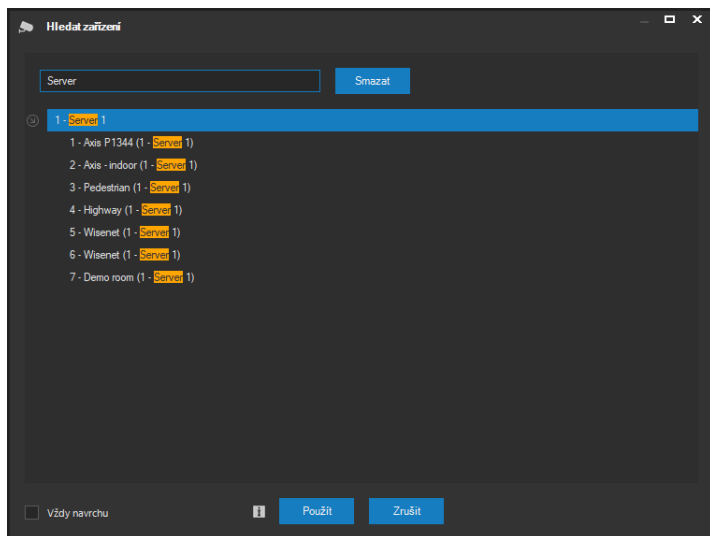 Hledat zařízení
Server
Smazat
1 - Server 1
1 - Axis P1344 (1 - Server 1)
2 - Axis - indoor (1 - Server 1)
3 - Pedestrian (1 - Server 1)
4 - Highway (1 - Server 1)
5 - Wisenet (1 - Server 1)
6 - Wisenet (1 - Server 1)
7 - Demo room (1 - Server 1)
Vždy navrchu
Použít
Zrušit